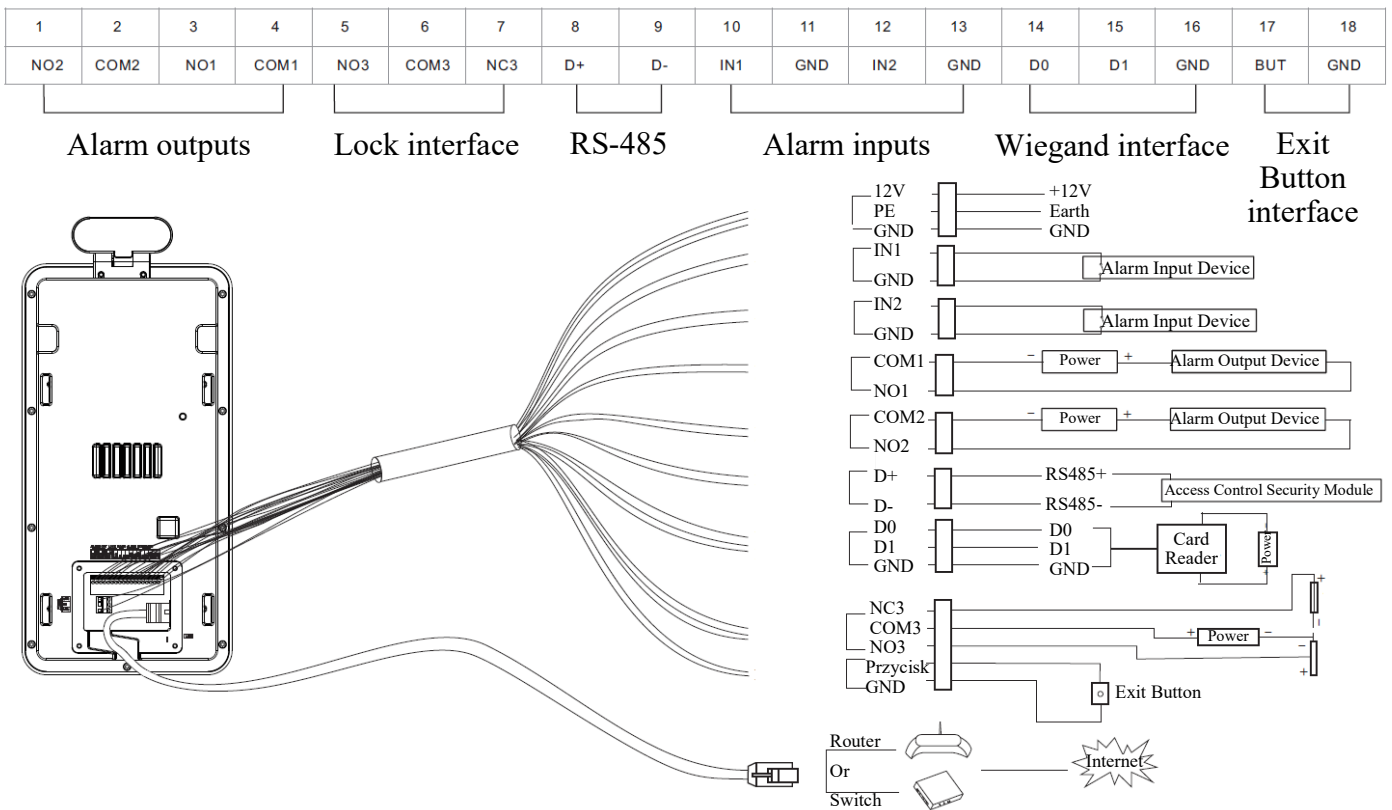 1 2 3 4 5 6 7 8 9 10 11 12 13 14 15 16 17 18
NO2 COM2 NO1 COM1 NO3 COM3 NC3 D+ D- IN1 GND IN2 GND D0 D1 GND BUT GND
Alarm outputs
Lock interface
RS-485
Alarm inputs
Wiegand interface
Exit
Button
interface
12V +12V
PE Earth
GND GND
IN1
Alarm Input Device
GND
IN2
Alarm Input Device
GND
COM1 − Power + Alarm Output Device
NO1
COM2 − Power + Alarm Output Device
NO2
D+ RS485+
Access Control Security Module
D- RS485-
D0 D0
D1 D1
GND GND
Card
Reader
− Power +
NC3 +
−
COM3 + Power −
NO3 −
+
Przycisk
GND
Exit Button
Router
Or
Switch
Internet